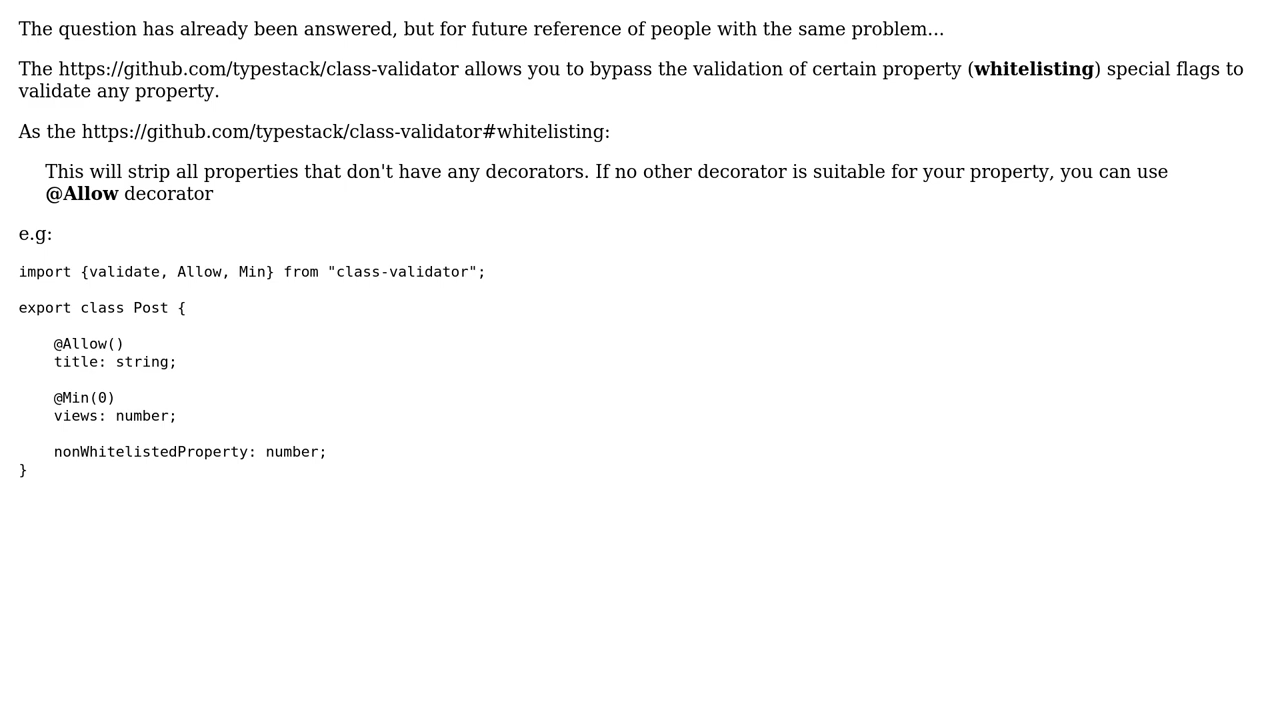 The question has already been answered, but for future reference of people with the same problem...
The https://github.com/typestack/class-validator allows you to bypass the validation of certain property (whitelisting) special flags to
validate any property.
As the https://github.com/typestack/class-validator#whitelisting:
This will strip all properties that don't have any decorators. If no other decorator is suitable for your property, you can use
@Allow decorator
e.g:
import {validate, Allow, Min} from "class-validator";
export class Post {
    @Allow()
    title: string;
    @Min(0)
    views: number;
    nonWhitelistedProperty: number;
}